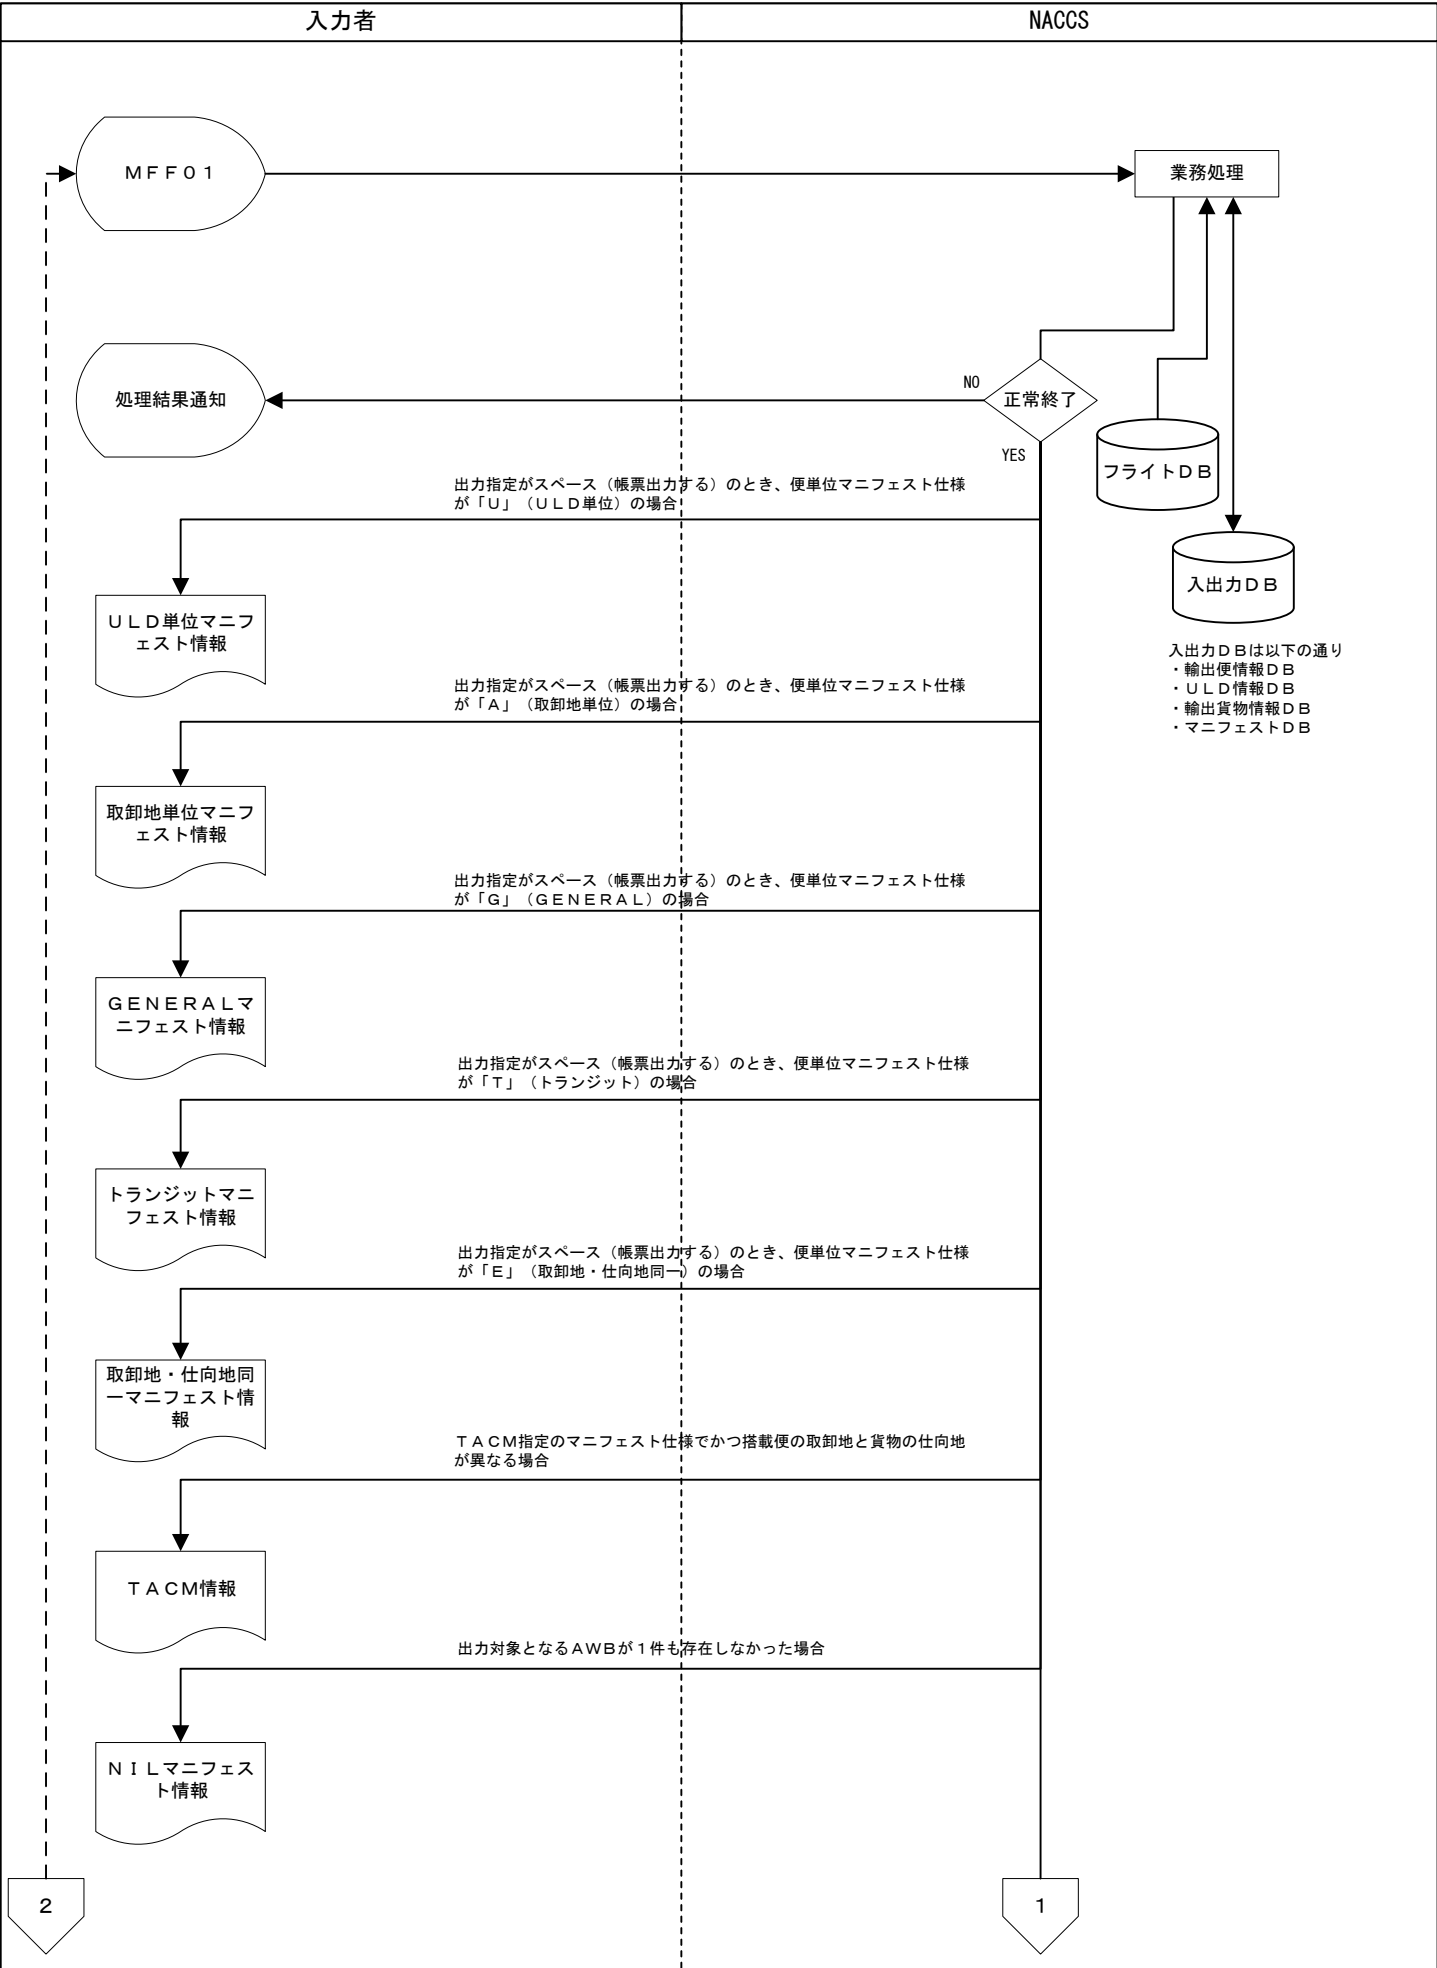 入力者
NACCS
ＭＦＦ０１
業務処理
処理結果通知
NO
正常終了
YES
フライトＤＢ
入出力ＤＢ
入出力ＤＢは以下の通り
・輸出便情報ＤＢ
・ＵＬＤ情報ＤＢ
・輸出貨物情報ＤＢ
・マニフェストＤＢ
出力指定がスペース（帳票出力する）のとき、便単位マニフェスト仕様
が「Ｕ」（ＵＬＤ単位）の場合
ＵＬＤ単位マニフ
ェスト情報
出力指定がスペース（帳票出力する）のとき、便単位マニフェスト仕様
が「Ａ」（取卸地単位）の場合
取卸地単位マニフ
ェスト情報
出力指定がスペース（帳票出力する）のとき、便単位マニフェスト仕様
が「Ｇ」（ＧＥＮＥＲＡＬ）の場合
ＧＥＮＥＲＡＬマ
ニフェスト情報
出力指定がスペース（帳票出力する）のとき、便単位マニフェスト仕様
が「Ｔ」（トランジット）の場合
トランジットマニ
フェスト情報
出力指定がスペース（帳票出力する）のとき、便単位マニフェスト仕様
が「Ｅ」（取卸地・仕向地同一）の場合
取卸地・仕向地同
一マニフェスト情
報
ＴＡＣＭ指定のマニフェスト仕様でかつ搭載便の取卸地と貨物の仕向地
が異なる場合
ＴＡＣＭ情報
出力対象となるＡＷＢが１件も存在しなかった場合
ＮＩＬマニフェス
ト情報
２
１